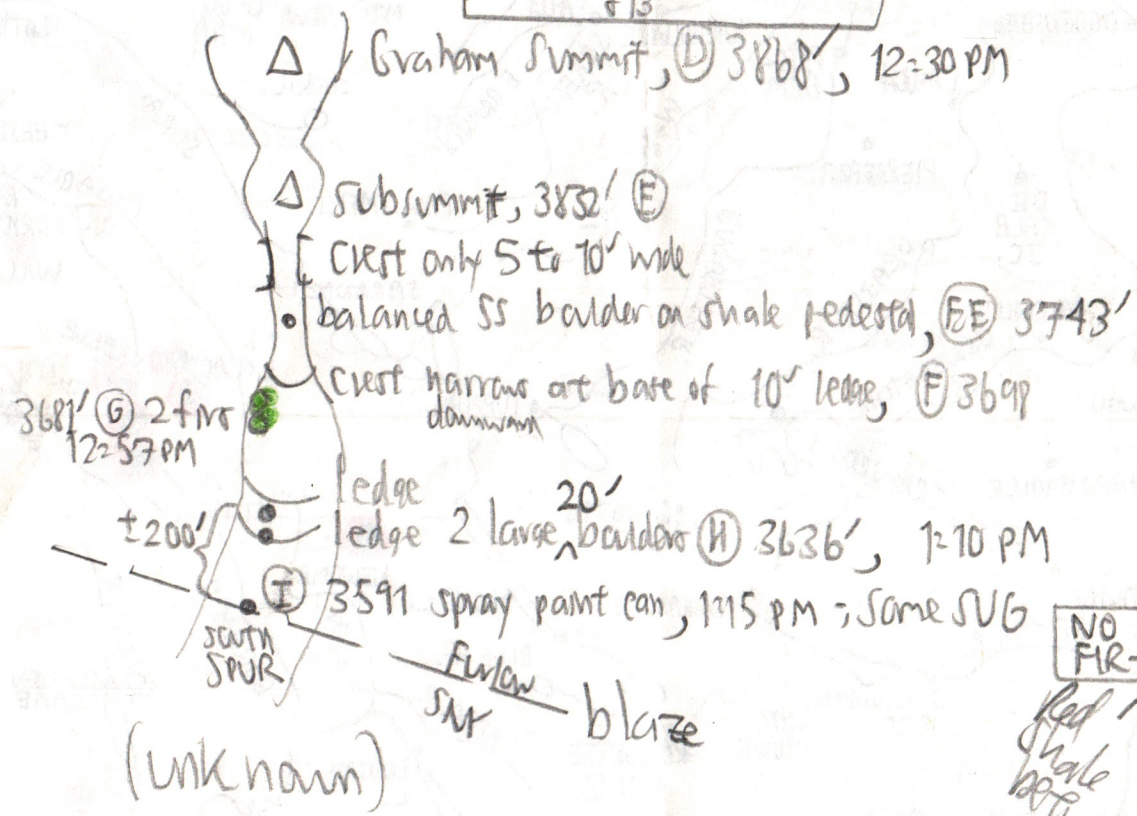 Graham Summit, (D) 3868', 12:30 PM
Subsummit, 3832' (E)
Crest only 5 to 10' wide
balanced SS boulder on shale pedestal, (EE) 3743'
Crest narrows at base of 10' ledge, (F) 3698
downward
3681' (G) 2 firs
12:57 PM
ledge
20'
±200'
ledge 2 large ^ boulders (H) 3636', 1:10 PM
(I) 3591 spray paint can, 1:15 PM ; Some SUG
SOUTH
SPUR
NO
FIR-
Furlow
blaze
(unknown)
Red
Shale